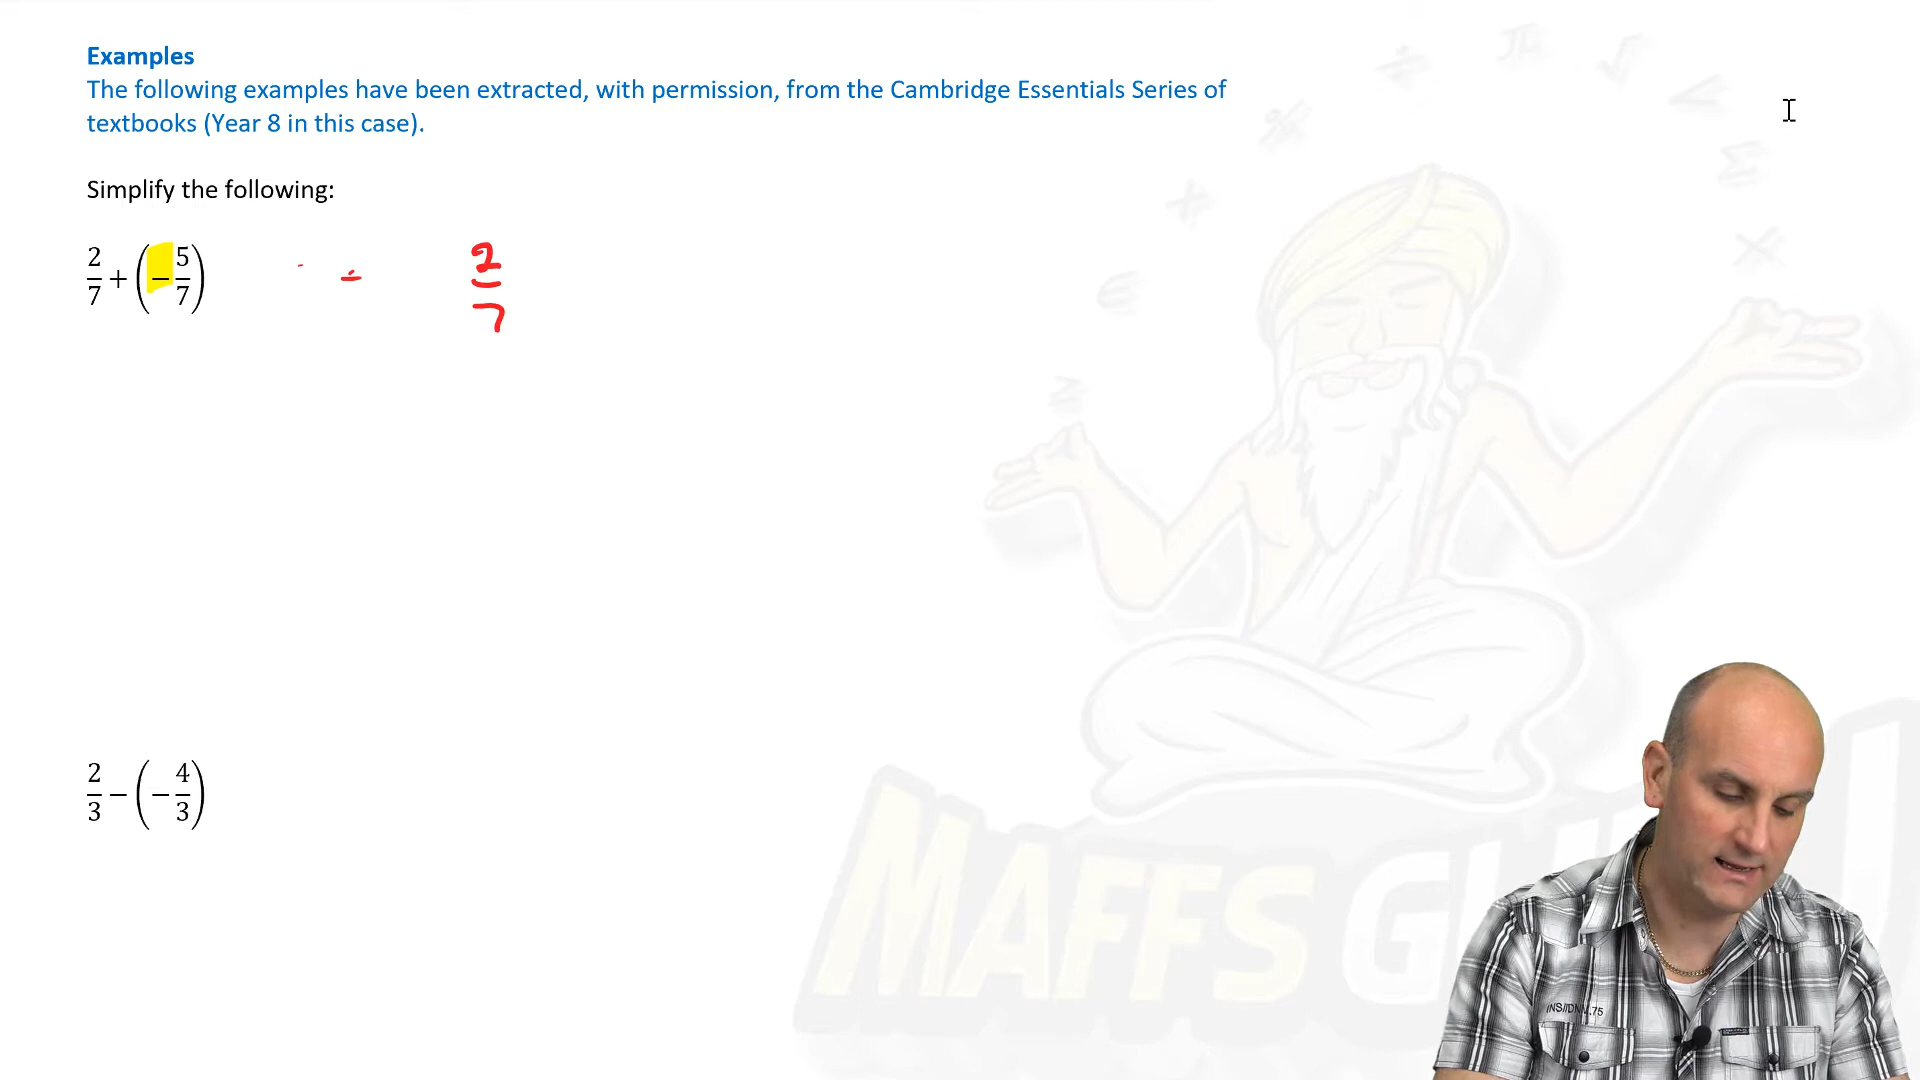 Examples
The following examples have been extracted, with permission, from the Cambridge Essentials Series of
textbooks (Year 8 in this case).
Simplify the following:
2/7 + (−5/7) ÷ 2/7
2/3 − (−4/3)
MAFFS GU